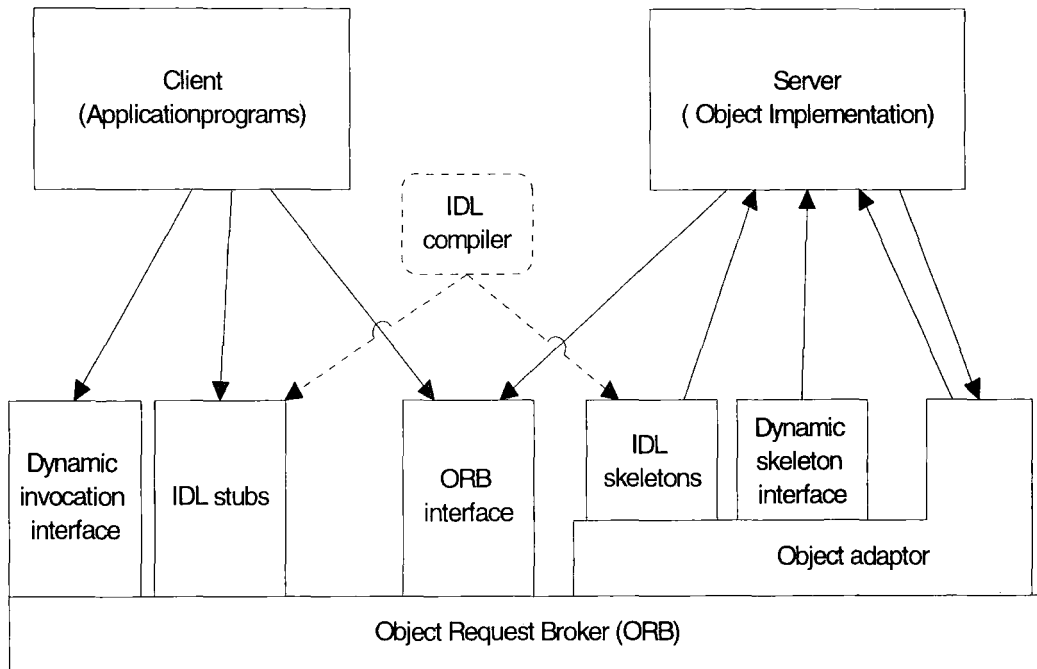 Client
(Applicationprograms)
Server
( Object Implementation)
IDL
compiler
Dynamic
invocation
interface
IDL stubs
ORB
interface
IDL
skeletons
Dynamic
skeleton
interface
Object adaptor
Object Request Broker (ORB)